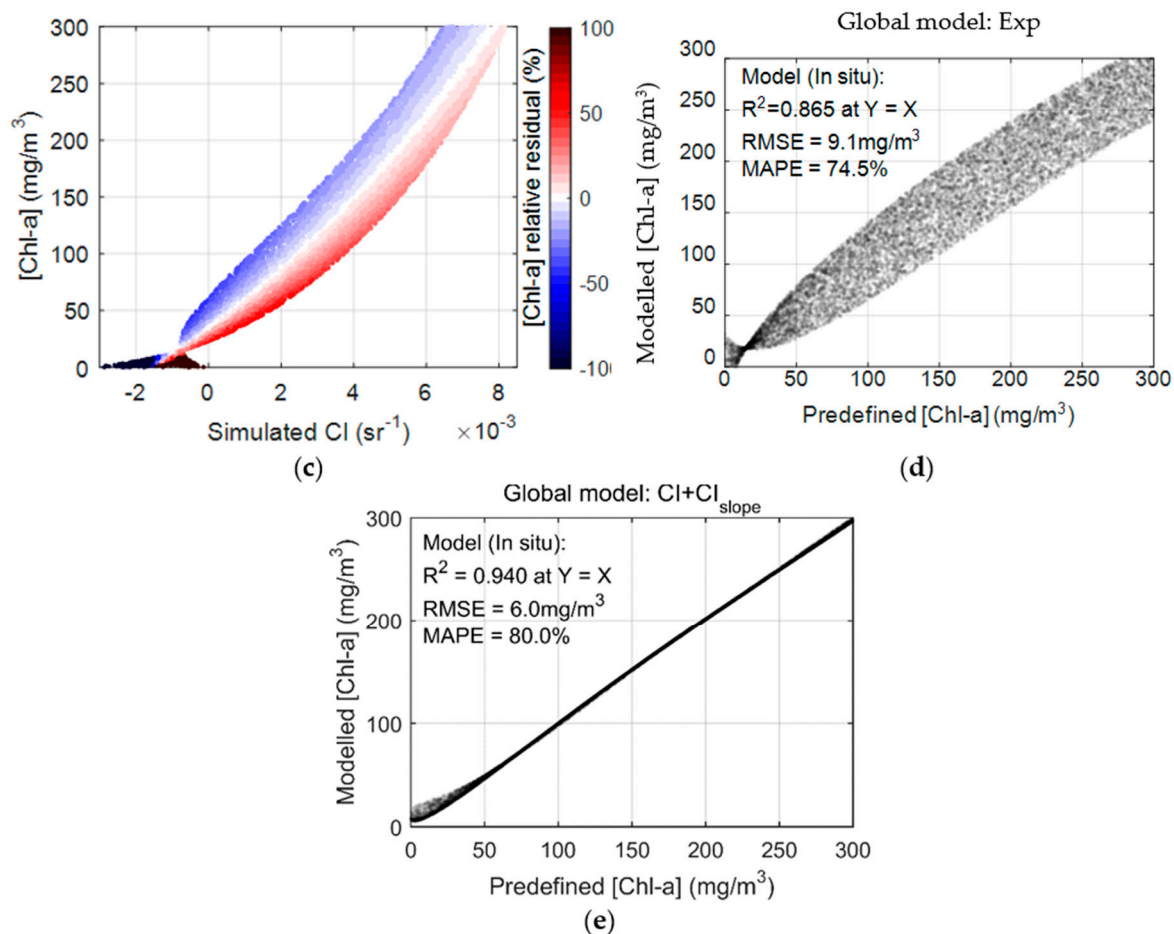 300
250
200
150
100
50
0
[Chl-a] (mg/m³)
-2 0 2 4 6 8
Simulated CI (sr⁻¹) ×10⁻³
100
50
0
-50
-100
[Chl-a] relative residual (%)
(c)
Global model: Exp
300
250
200
150
100
50
0
Modelled [Chl-a] (mg/m³)
Model (In situ):
R²=0.865 at Y = X
RMSE = 9.1mg/m³
MAPE = 74.5%
0 50 100 150 200 250 300
Predefined [Chl-a] (mg/m³)
(d)
Global model: CI+CI_slope
300
200
100
0
Modelled [Chl-a] (mg/m³)
Model (In situ):
R² = 0.940 at Y = X
RMSE = 6.0mg/m³
MAPE = 80.0%
0 50 100 150 200 250 300
Predefined [Chl-a] (mg/m³)
(e)